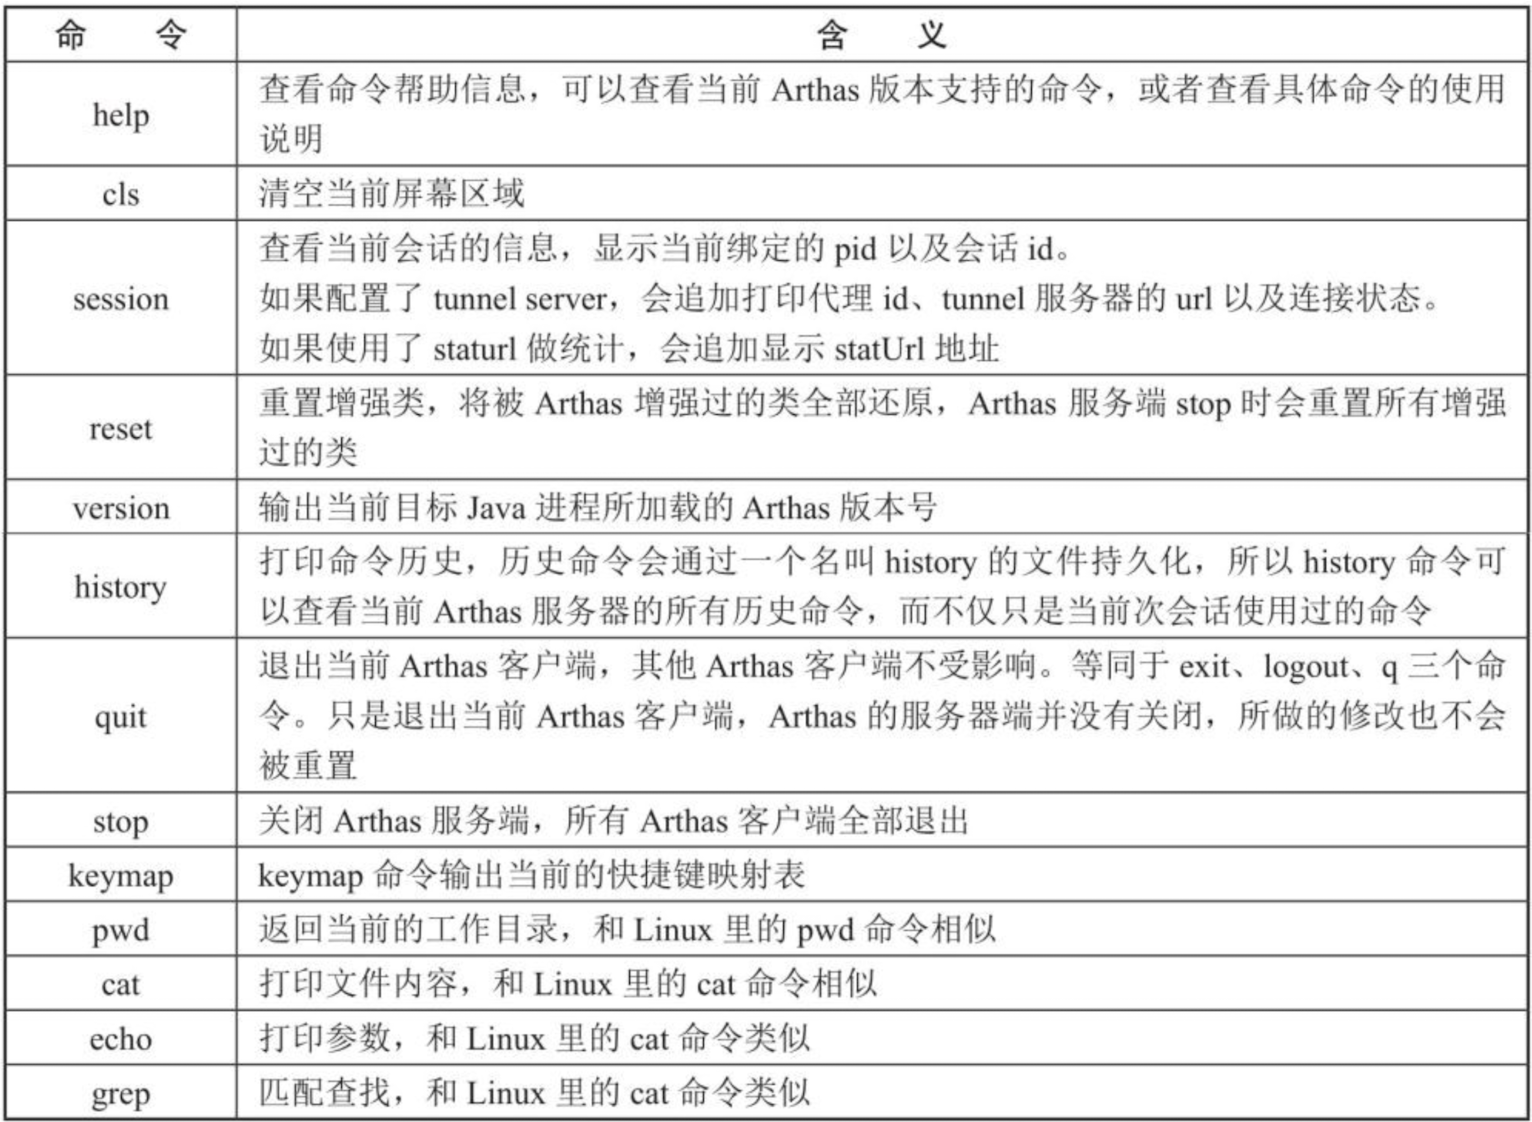 命 令 含 义
help 查看命令帮助信息，可以查看当前 Arthas 版本支持的命令，或者查看具体命令的使用
说明
cls 清空当前屏幕区域
查看当前会话的信息，显示当前绑定的 pid 以及会话 id。
session 如果配置了 tunnel server，会追加打印代理 id、tunnel 服务器的 url 以及连接状态。
如果使用了 staturl 做统计，会追加显示 statUrl 地址
reset 重置增强类，将被 Arthas 增强过的类全部还原，Arthas 服务端 stop 时会重置所有增强
过的类
version 输出当前目标 Java 进程所加载的 Arthas 版本号
history 打印命令历史，历史命令会通过一个名叫 history 的文件持久化，所以 history 命令可
以查看当前 Arthas 服务器的所有历史命令，而不仅只是当前次会话使用过的命令
退出当前 Arthas 客户端，其他 Arthas 客户端不受影响。等同于 exit、logout、q 三个命
quit 令。只是退出当前 Arthas 客户端，Arthas 的服务器端并没有关闭，所做的修改也不会
被重置
stop 关闭 Arthas 服务端，所有 Arthas 客户端全部退出
keymap keymap 命令输出当前的快捷键映射表
pwd 返回当前的工作目录，和 Linux 里的 pwd 命令相似
cat 打印文件内容，和 Linux 里的 cat 命令相似
echo 打印参数，和 Linux 里的 cat 命令类似
grep 匹配查找，和 Linux 里的 cat 命令类似